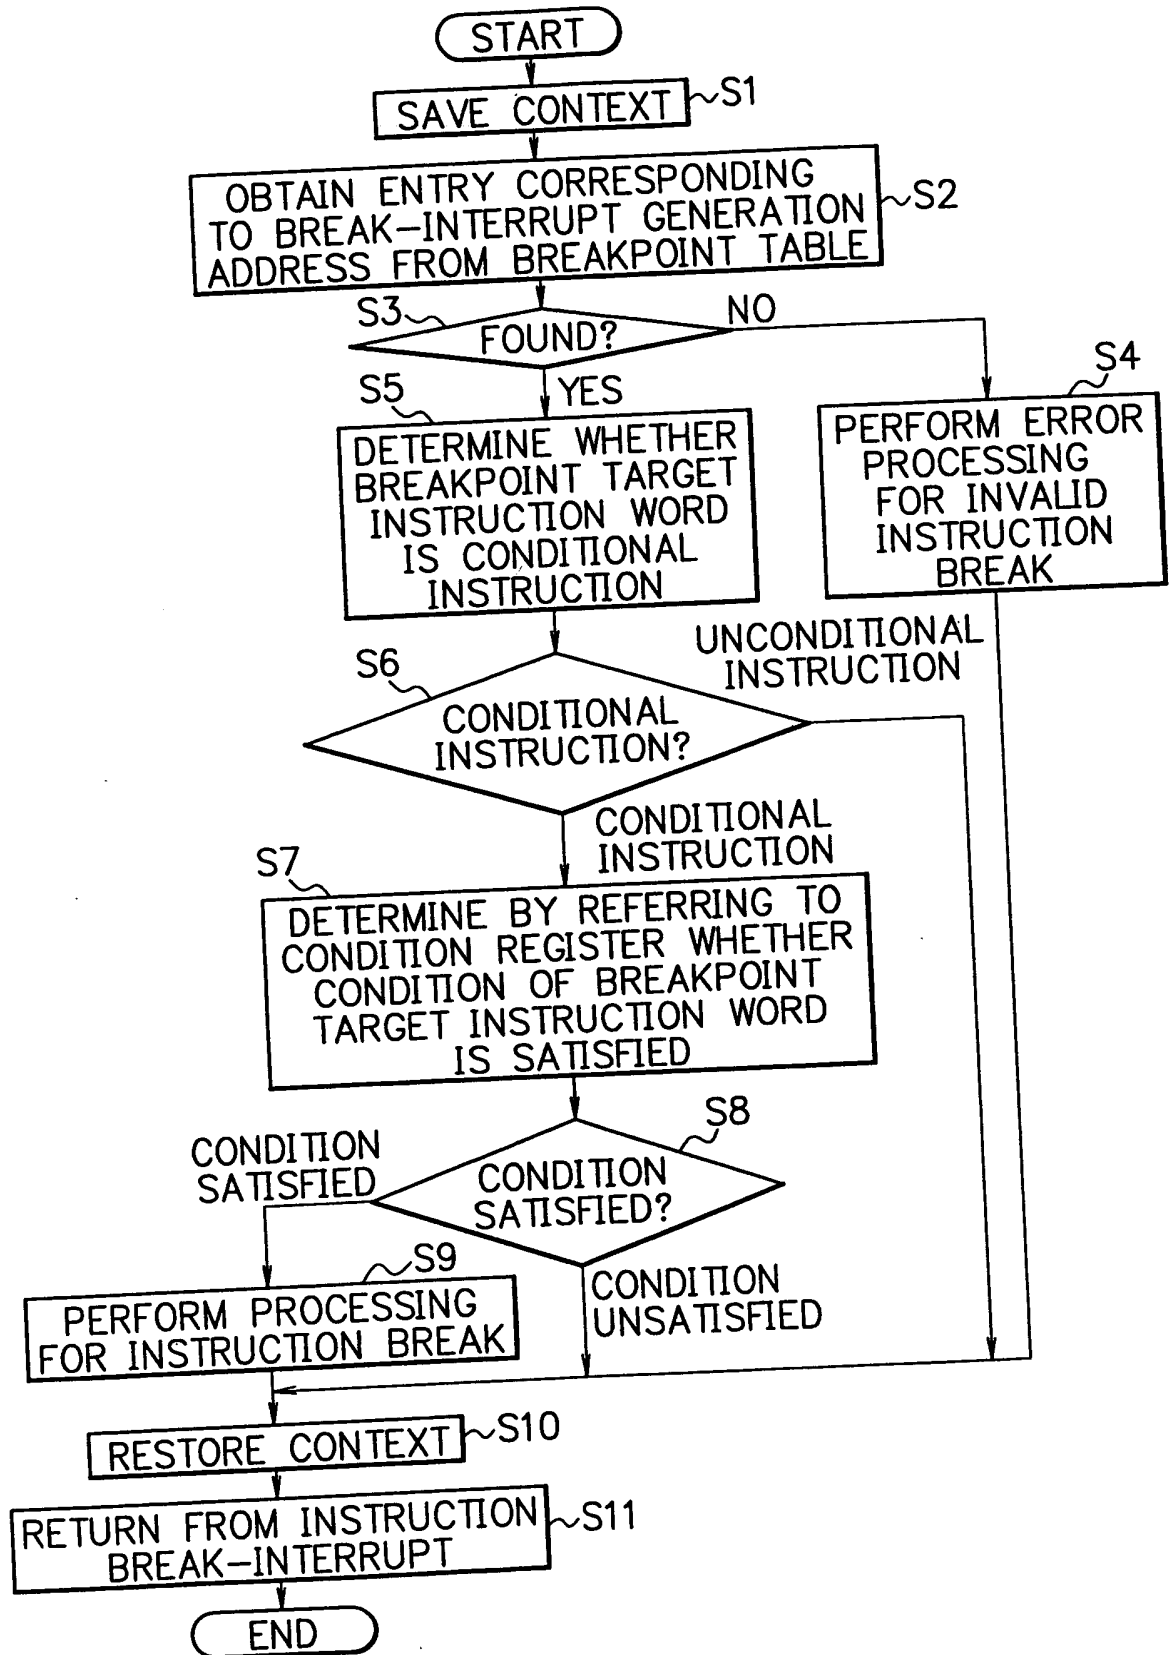 START
SAVE CONTEXT
S1
OBTAIN ENTRY CORRESPONDING
TO BREAK-INTERRUPT GENERATION
ADDRESS FROM BREAKPOINT TABLE
S2
S3
FOUND?
NO
YES
S4
PERFORM ERROR
PROCESSING
FOR INVALID
INSTRUCTION
BREAK
S5
DETERMINE WHETHER
BREAKPOINT TARGET
INSTRUCTION WORD
IS CONDITIONAL
INSTRUCTION
S6
CONDITIONAL
INSTRUCTION?
UNCONDITIONAL
INSTRUCTION
CONDITIONAL
INSTRUCTION
S7
DETERMINE BY REFERRING TO
CONDITION REGISTER WHETHER
CONDITION OF BREAKPOINT
TARGET INSTRUCTION WORD
IS SATISFIED
S8
CONDITION
SATISFIED?
CONDITION
SATISFIED
CONDITION
UNSATISFIED
S9
PERFORM PROCESSING
FOR INSTRUCTION BREAK
RESTORE CONTEXT
S10
RETURN FROM INSTRUCTION
BREAK-INTERRUPT
S11
END